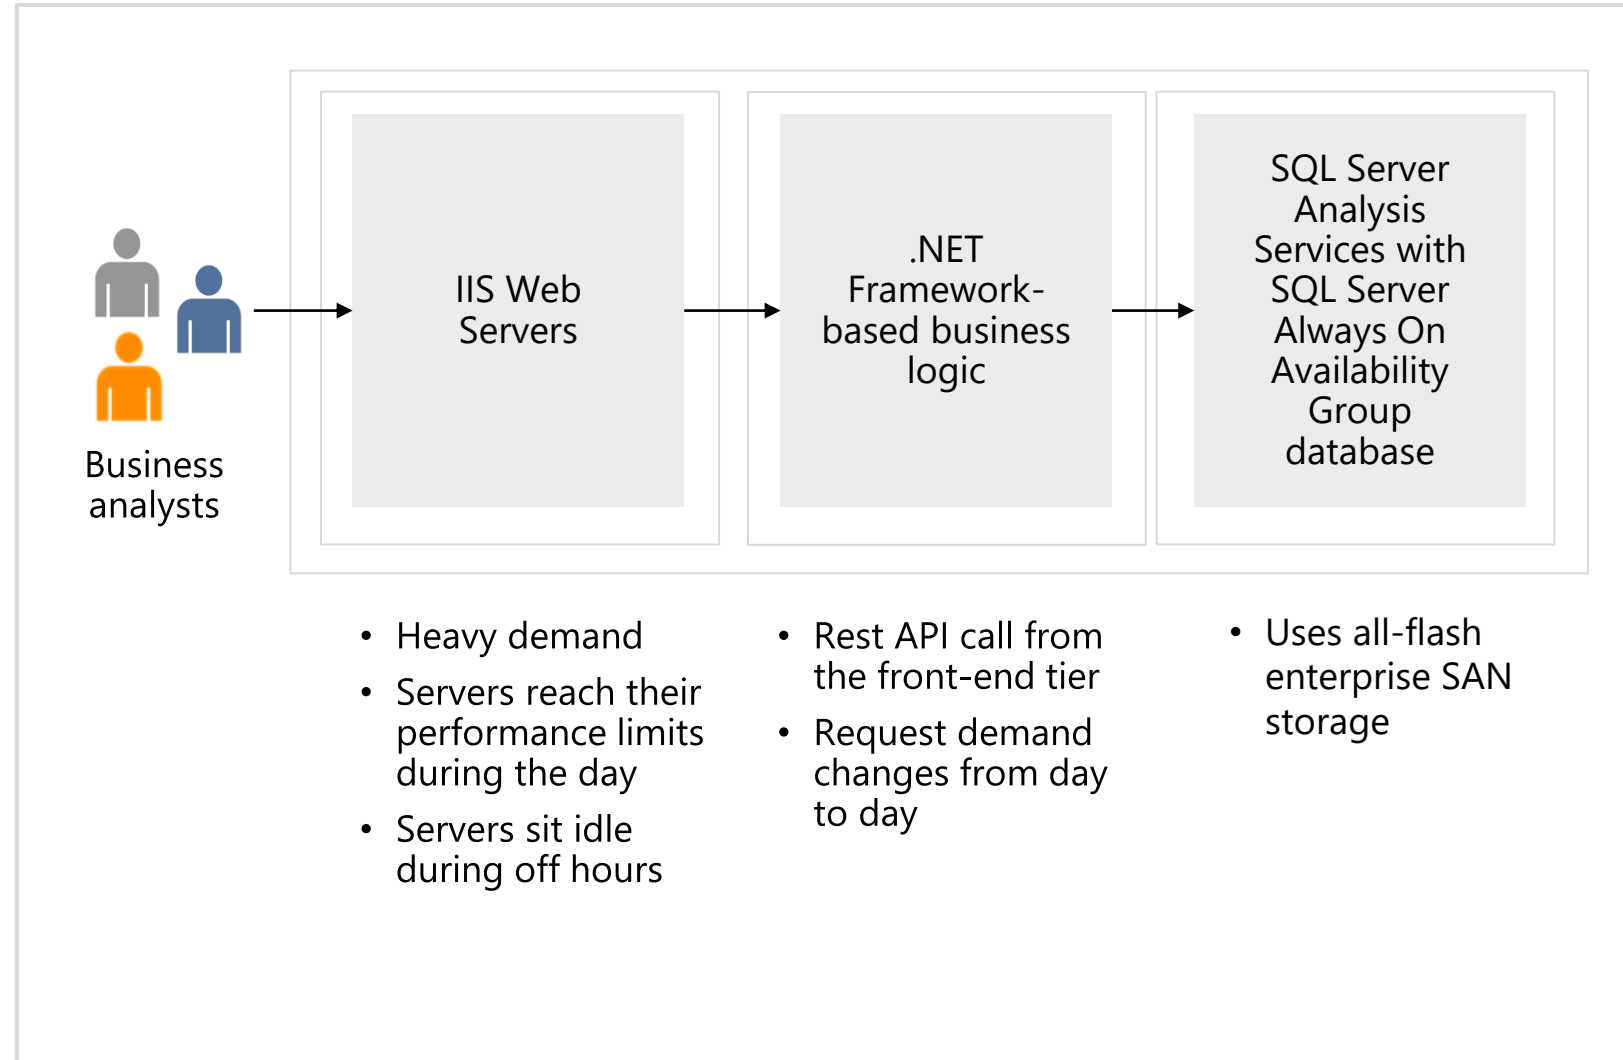 Business
analysts
IIS Web
Servers
.NET
Framework-
based business
logic
SQL Server
Analysis
Services with
SQL Server
Always On
Availability
Group
database
• Heavy demand
• Servers reach their
performance limits
during the day
• Servers sit idle
during off hours
• Rest API call from
the front-end tier
• Request demand
changes from day
to day
• Uses all-flash
enterprise SAN
storage